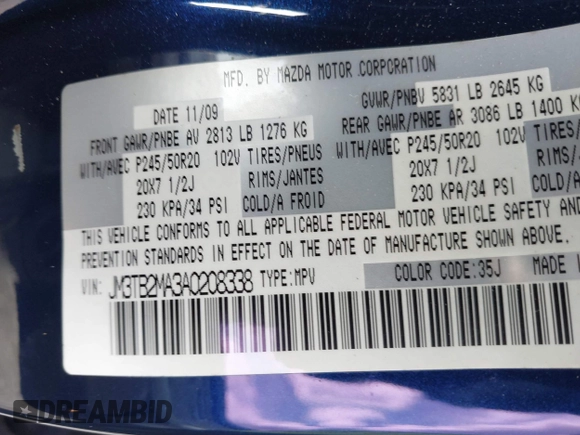 MFD. BY MAZDA MOTOR CORPORATION
DATE 11/09
GVWR/PNBV 5831 LB 2645 KG
FRONT GAWR/PNBE AV 2813 LB 1276 KG
REAR GAWR/PNBE AR 3086 LB 1400 KG
WITH/AVEC P245/50R20 102V TIRES/PNEUS
WITH/AVEC P245/50R20 102V
20X7 1/2J RIMS/JANTES
20X7 1/2J RIMS
230 KPA/34 PSI COLD/A FROID
230 KPA/34 PSI COLD/A
THIS VEHICLE CONFORMS TO ALL APPLICABLE FEDERAL MOTOR VEHICLE SAFETY AND
PREVENTION STANDARDS IN EFFECT ON THE DATE OF MANUFACTURE SHOWN ABOVE.
VIN: JM3TB2MA3A0208338 TYPE:MPV
COLOR CODE:35J MADE
DREAMBID